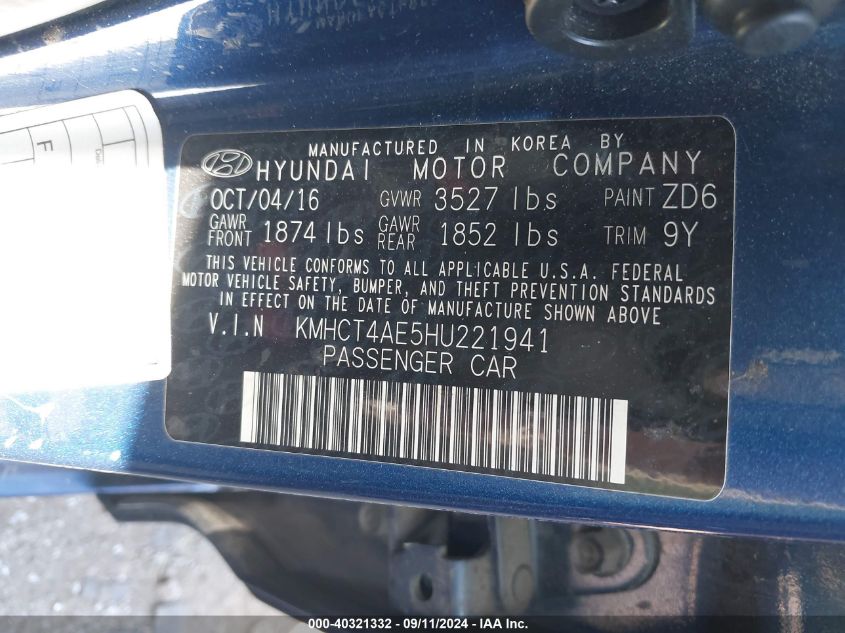 MANUFACTURED IN KOREA BY
HYUNDAI MOTOR COMPANY
OCT/04/16 GVWR 3527 lbs PAINT ZD6
GAWR FRONT 1874 lbs GAWR REAR 1852 lbs TRIM 9Y
THIS VEHICLE CONFORMS TO ALL APPLICABLE U.S.A. FEDERAL
MOTOR VEHICLE SAFETY, BUMPER, AND THEFT PREVENTION STANDARDS
IN EFFECT ON THE DATE OF MANUFACTURE SHOWN ABOVE
V.I.N KMHCT4AE5HU221941
PASSENGER CAR
000-40321332 - 09/11/2024 - IAA Inc.